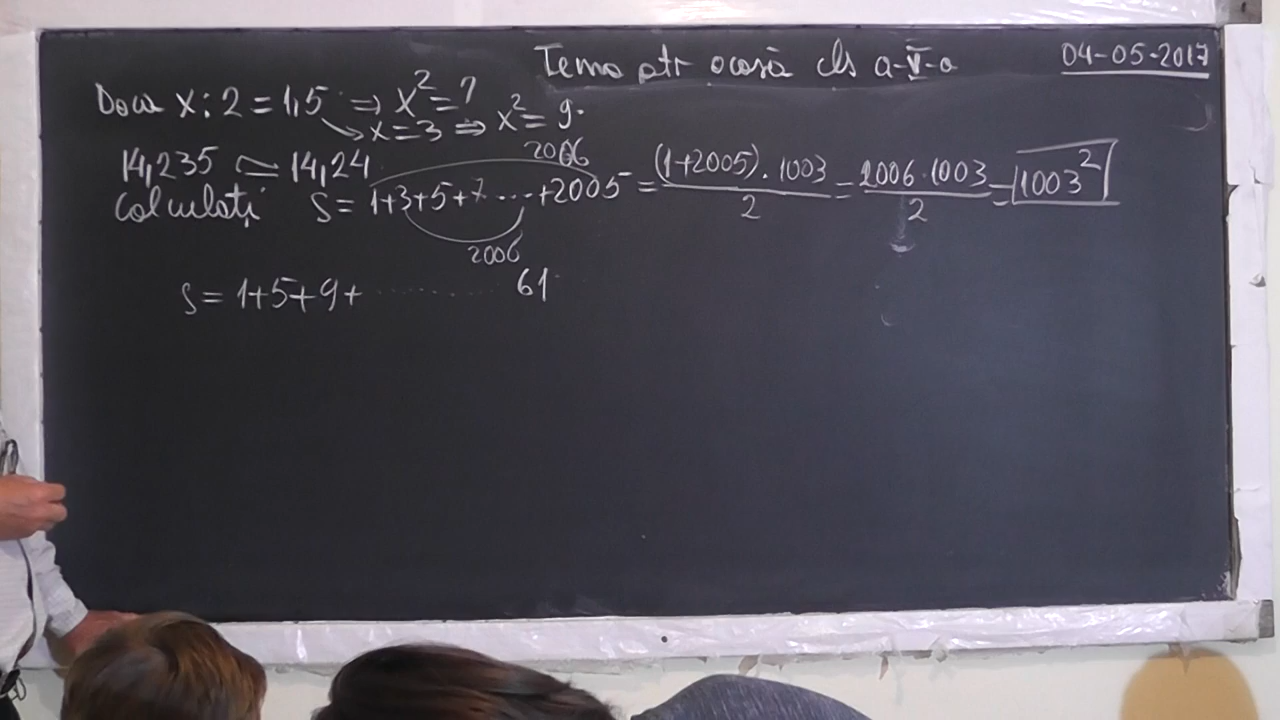 Tema ptr acasă cls a-V-a 04-05-2017
Daca x:2=1,5 ⇒ x²=?
→ x=3 ⇒ x²=9.
14,235 ≃ 14,24
2006
Calculați S=1+3+5+7...+2005 = (1+2005)·1003/2 = 2006·1003/2 = 1003²
2006
S=1+5+9+ ........ 61